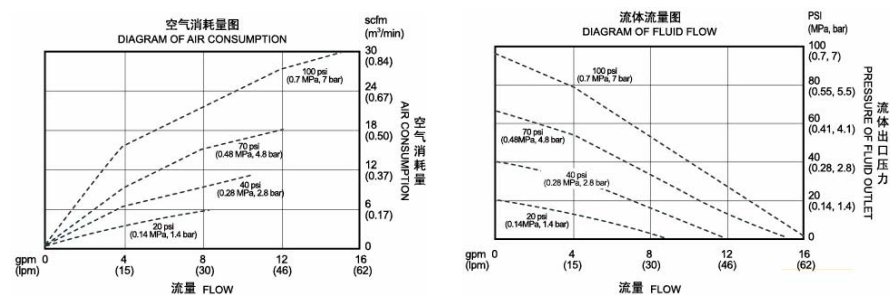 空气消耗量图
DIAGRAM OF AIR CONSUMPTION
scfm
(m³/min)
30
(0.84)
24
(0.67)
18
(0.50)
12
(0.37)
6
(0.17)
0
空气消耗量
AIR CONSUMPTION
100 psi
(0.7 MPa, 7 bar)
70 psi
(0.48 MPa, 4.8 bar)
40 psi
(0.28 MPa, 2.8 bar)
20 psi
(0.14 MPa, 1.4 bar)
gpm 0 4 8 12 16
(lpm) (15) (30) (46) (62)
流量 FLOW
流体流量图
DIAGRAM OF FLUID FLOW
PSI
(MPa, bar)
100
(0.7, 7)
80
(0.55, 5.5)
60
(0.41, 4.1)
40
(0.28, 2.8)
20
(0.14, 1.4)
0
流体出口压力
PRESSURE OF FLUID OUTLET
100 psi
(0.7 MPa, 7 bar)
70 psi
(0.48MPa, 4.8 bar)
40 psi
(0.28 MPa, 2.8 bar)
20 psi
(0.14 MPa, 1.4 bar)
gpm 0 4 8 12 16
(lpm) (15) (30) (46) (62)
流量 FLOW